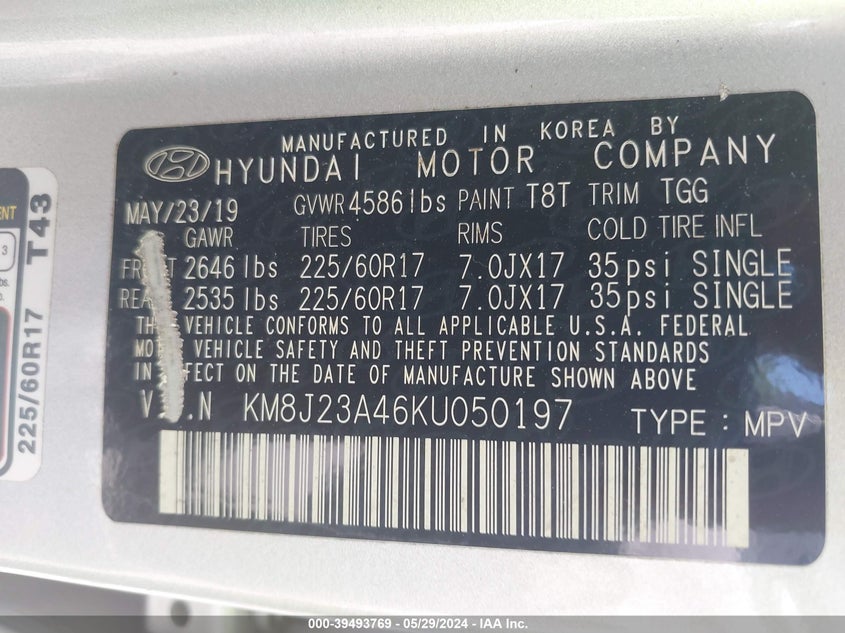 MANUFACTURED IN KOREA BY
HYUNDAI MOTOR COMPANY
MAY/23/19 GVWR 4586 lbs PAINT T8T TRIM TGG
GAWR TIRES RIMS COLD TIRE INFL
2646 lbs 225/60R17 7.0JX17 35psi SINGLE
2535 lbs 225/60R17 7.0JX17 35psi SINGLE
VEHICLE CONFORMS TO ALL APPLICABLE U.S.A. FEDERAL
VEHICLE SAFETY AND THEFT PREVENTION STANDARDS
IN EFFECT ON THE DATE OF MANUFACTURE SHOWN ABOVE
KM8J23A46KU050197 TYPE : MPV
225/60R17 T43
000-39493769 - 05/29/2024 - IAA Inc.